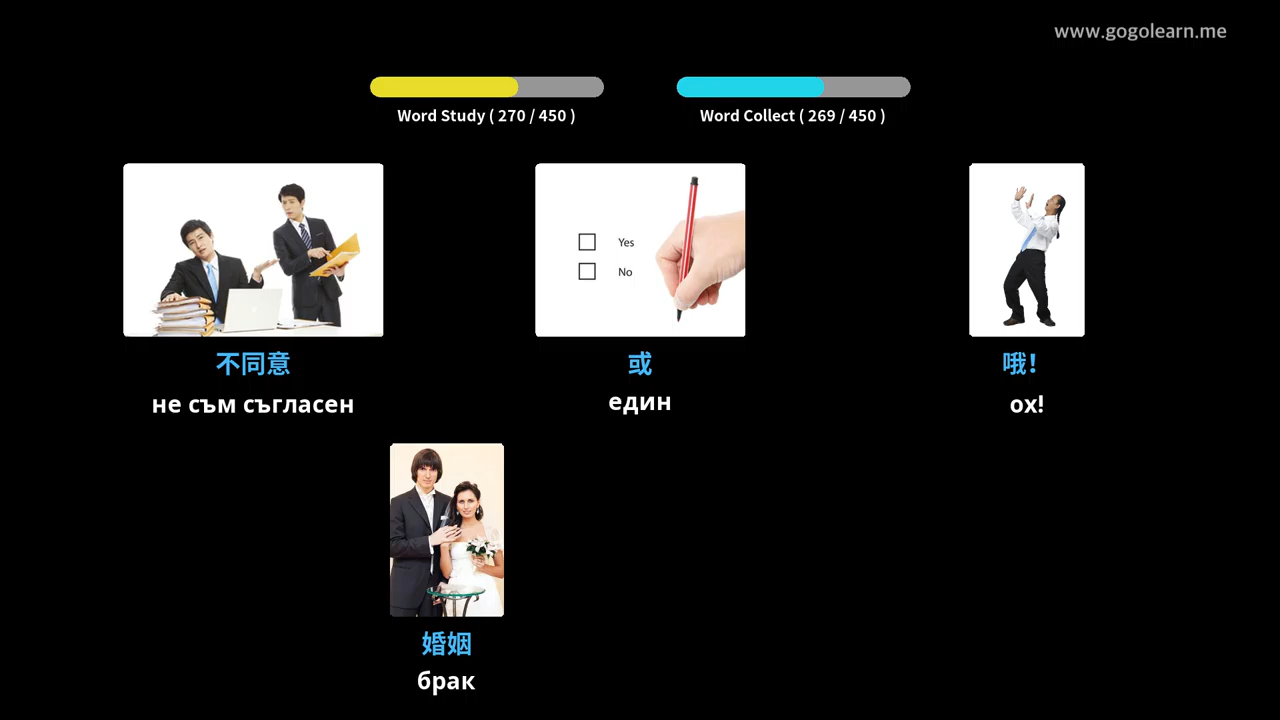 www.gogolearn.me
Word Study ( 270 / 450 )
Word Collect ( 269 / 450 )
Yes
No
不同意
或
哦!
не съм съгласен
един
ох!
婚姻
брак